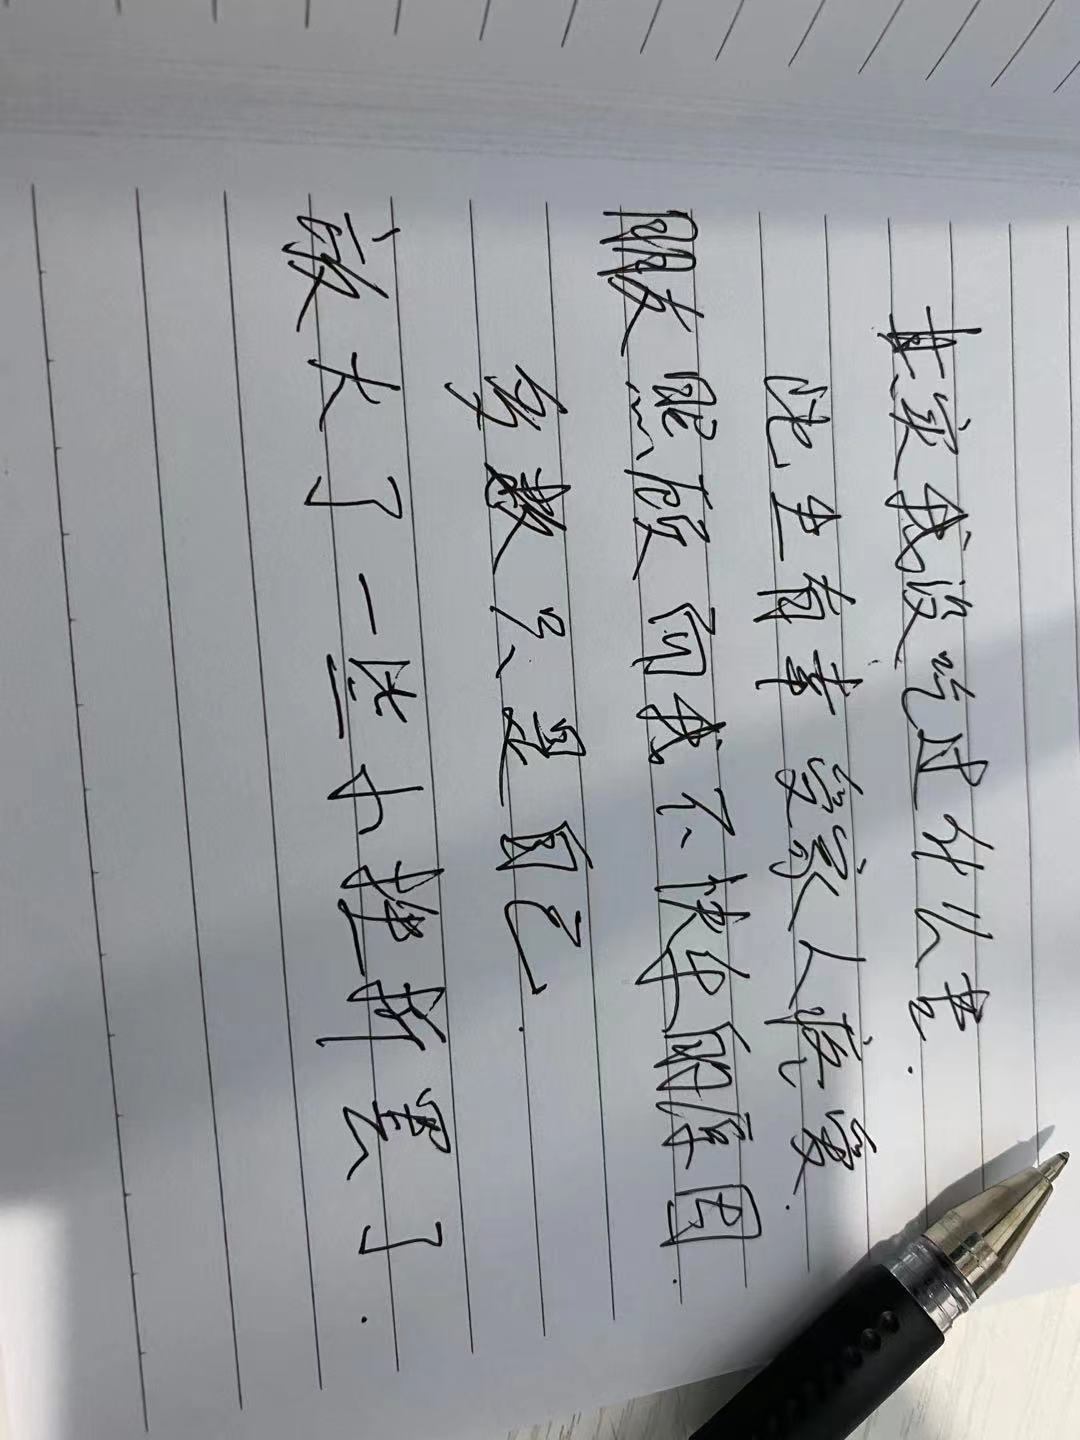 其实我没吃过什么苦.
此生有幸受家人疼爱.
朋友照顾而我不快乐的原因.
多数只是自己.
放大了一些小挫折罢了.